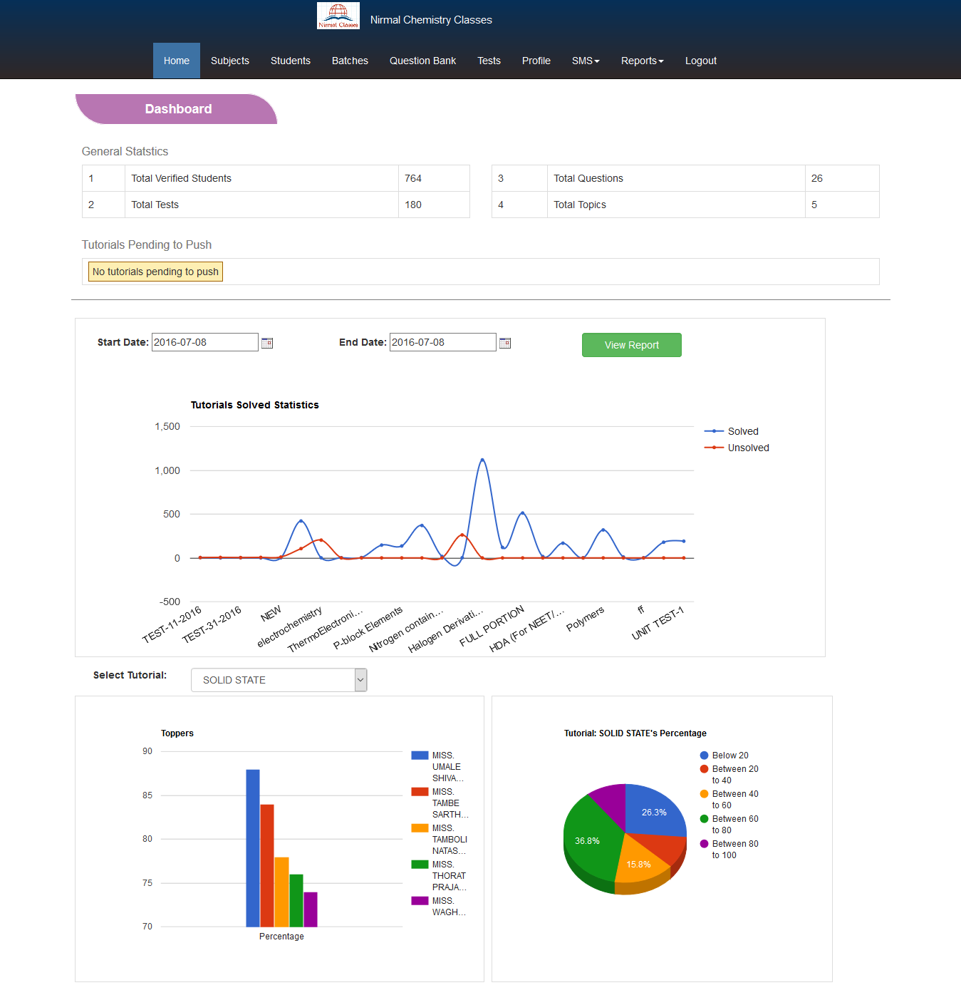 Nirmal Classes
Nirmal Chemistry Classes
Home Subjects Students Batches Question Bank Tests Profile SMS Reports Logout
Dashboard
General Statstics
1 Total Verified Students 764
2 Total Tests 180
3 Total Questions 26
4 Total Topics 5
Tutorials Pending to Push
No tutorials pending to push
Start Date: 2016-07-08 End Date: 2016-07-08 View Report
Tutorials Solved Statistics
1,500
1,000
500
0
-500
Solved
Unsolved
TEST-11-2016
TEST-31-2016
NEW
electrochemistry
ThermoElectroni...
P-block Elements
Nitrogen contain...
Halogen Derivati...
FULL PORTION
HDA (For NEET/...
Polymers
ff
UNIT TEST-1
Select Tutorial: SOLID STATE
Toppers
90
85
80
75
70
Percentage
MISS.
UMALE
SHIVA...
MISS.
TAMBE
SARTH...
MISS.
TAMBOLI
NATAS...
MISS.
THORAT
PRAJA...
MISS.
WAGH...
Tutorial: SOLID STATE's Percentage
26.3%
36.8%
15.8%
Below 20
Between 20
to 40
Between 40
to 60
Between 60
to 80
Between 80
to 100